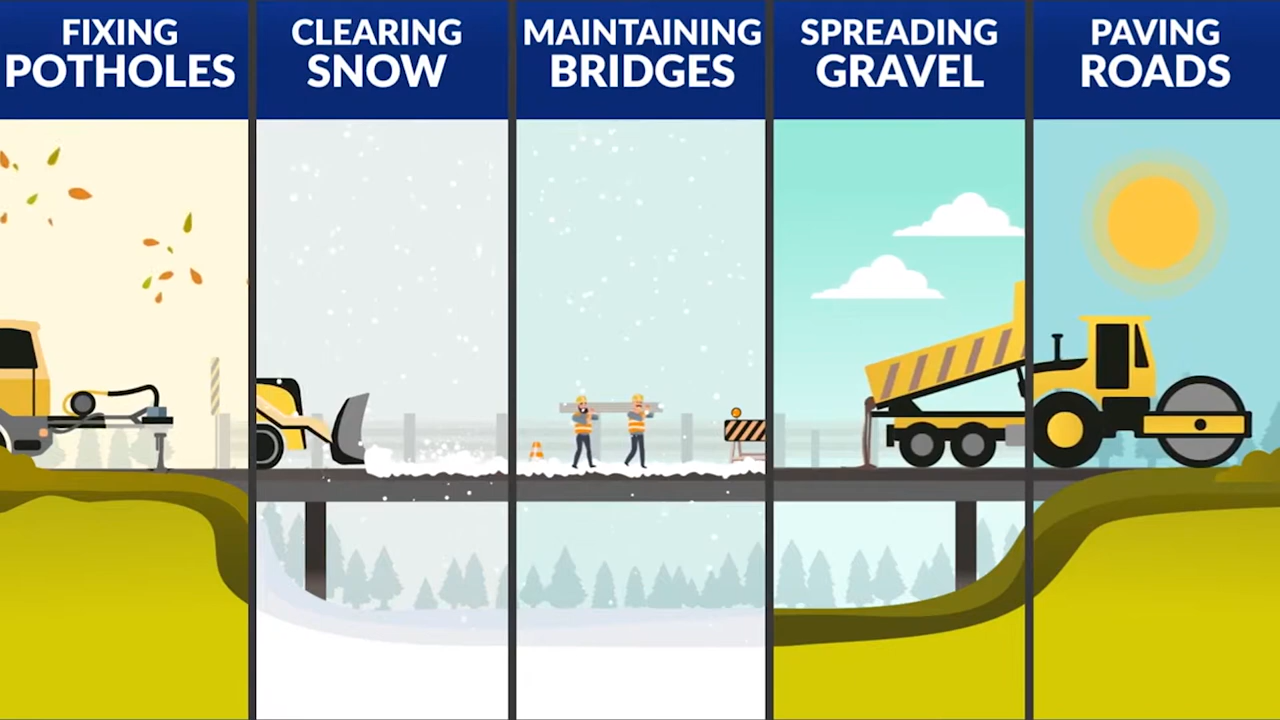 FIXING
POTHOLES
CLEARING
SNOW
MAINTAINING
BRIDGES
SPREADING
GRAVEL
PAVING
ROADS